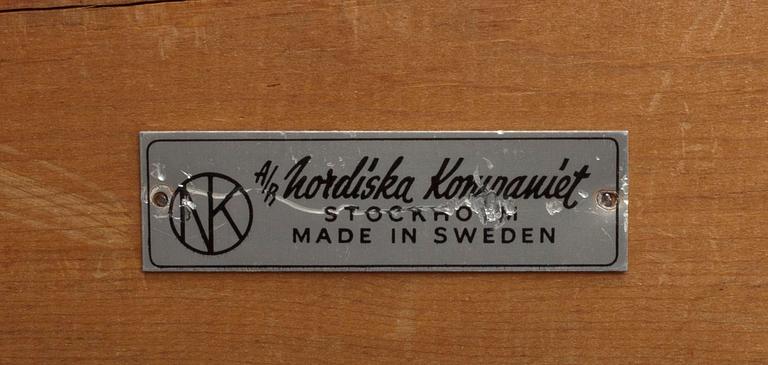 NK
A/B Nordiska Kompaniet
STOCKHOLM
MADE IN SWEDEN